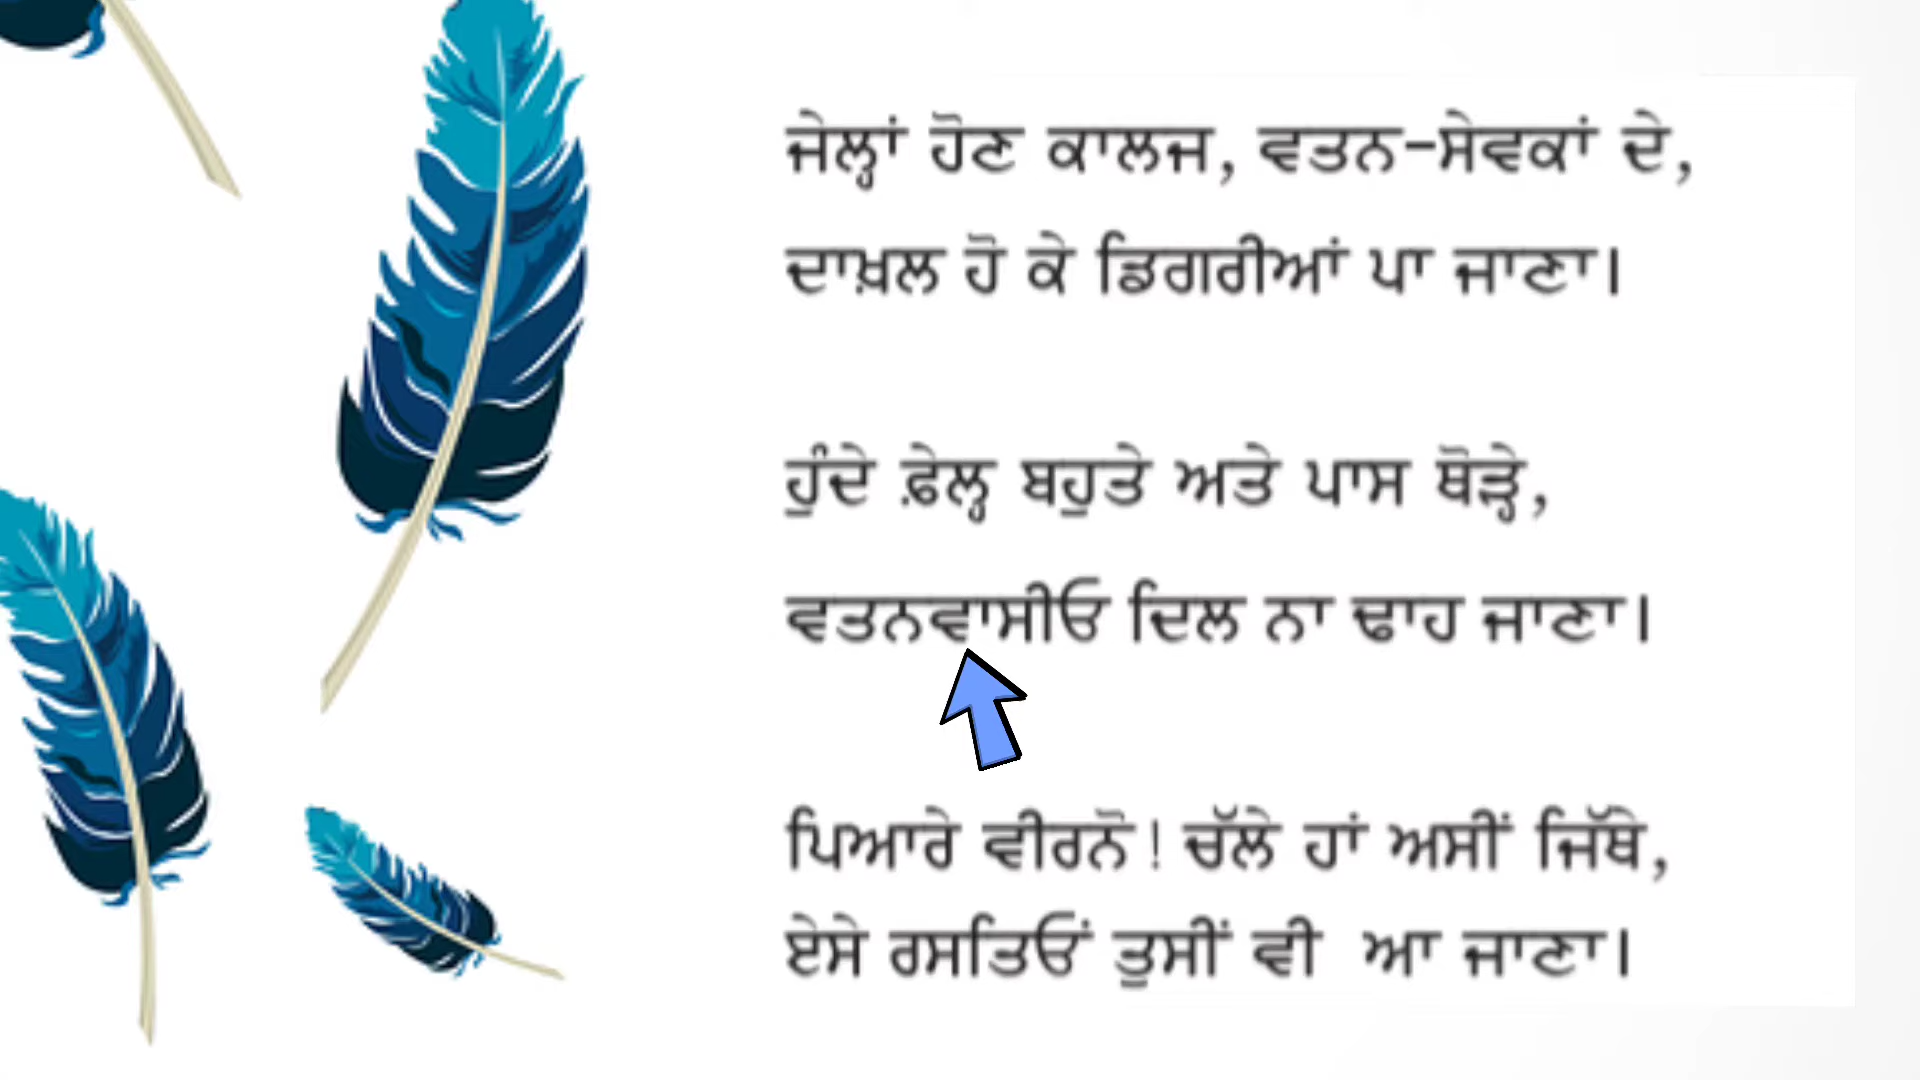 ਜੇਲ੍ਹਾਂ ਹੋਣ ਕਾਲਜ, ਵਤਨ-ਸੇਵਕਾਂ ਦੇ,
ਦਾਖ਼ਲ ਹੋ ਕੇ ਡਿਗਰੀਆਂ ਪਾ ਜਾਣਾ।
ਹੁੰਦੇ ਫ਼ੇਲ੍ਹ ਬਹੁਤੇ ਅਤੇ ਪਾਸ ਥੋੜ੍ਹੇ,
ਵਤਨਵਾਸੀਓ ਦਿਲ ਨਾ ਢਾਹ ਜਾਣਾ।
ਪਿਆਰੇ ਵੀਰਨੋ! ਚੱਲੇ ਹਾਂ ਅਸੀਂ ਜਿੱਥੇ,
ਏਸੇ ਰਸਤਿਓਂ ਤੁਸੀਂ ਵੀ ਆ ਜਾਣਾ।